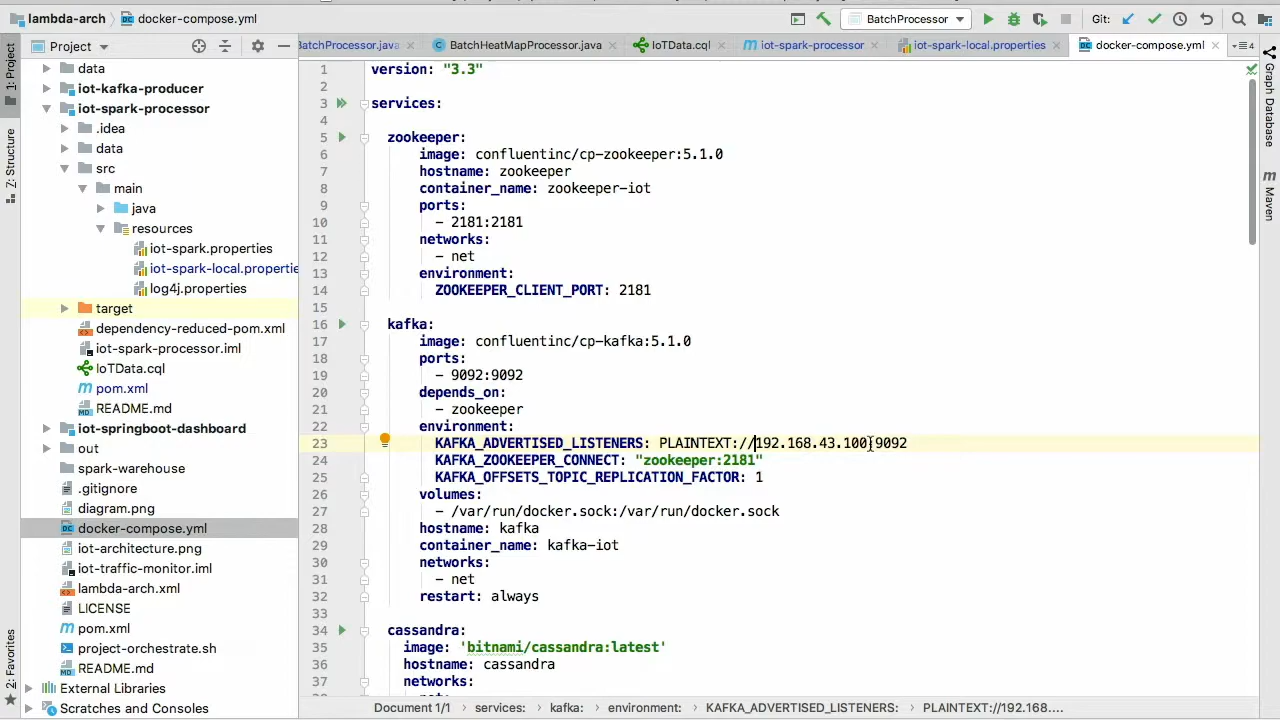 lambda-arch
docker-compose.yml
BatchProcessor
Git:
1: Project
Project
BatchProcessor.java
BatchHeatMapProcessor.java
IoTData.cql
iot-spark-processor
iot-spark-local.properties
docker-compose.yml
4
data
iot-kafka-producer
iot-spark-processor
.idea
data
src
main
java
resources
iot-spark.properties
iot-spark-local.propertie
log4j.properties
target
dependency-reduced-pom.xml
iot-spark-processor.iml
IoTData.cql
pom.xml
README.md
iot-springboot-dashboard
out
spark-warehouse
.gitignore
diagram.png
docker-compose.yml
iot-architecture.png
iot-traffic-monitor.iml
lambda-arch.xml
LICENSE
pom.xml
project-orchestrate.sh
README.md
External Libraries
Scratches and Consoles
Z: Structure
2: Favorites
1 version: "3.3"
2
3 services:
4
5 zookeeper:
6 image: confluentinc/cp-zookeeper:5.1.0
7 hostname: zookeeper
8 container_name: zookeeper-iot
9 ports:
10 - 2181:2181
11 networks:
12 - net
13 environment:
14 ZOOKEEPER_CLIENT_PORT: 2181
15
16 kafka:
17 image: confluentinc/cp-kafka:5.1.0
18 ports:
19 - 9092:9092
20 depends_on:
21 - zookeeper
22 environment:
23 KAFKA_ADVERTISED_LISTENERS: PLAINTEXT://192.168.43.100:9092
24 KAFKA_ZOOKEEPER_CONNECT: "zookeeper:2181"
25 KAFKA_OFFSETS_TOPIC_REPLICATION_FACTOR: 1
26 volumes:
27 - /var/run/docker.sock:/var/run/docker.sock
28 hostname: kafka
29 container_name: kafka-iot
30 networks:
31 - net
32 restart: always
33
34 cassandra:
35 image: 'bitnami/cassandra:latest'
36 hostname: cassandra
37 networks:
Document 1/1 services: kafka: environment: KAFKA_ADVERTISED_LISTENERS: PLAINTEXT://192.168....
Graph Database
Maven